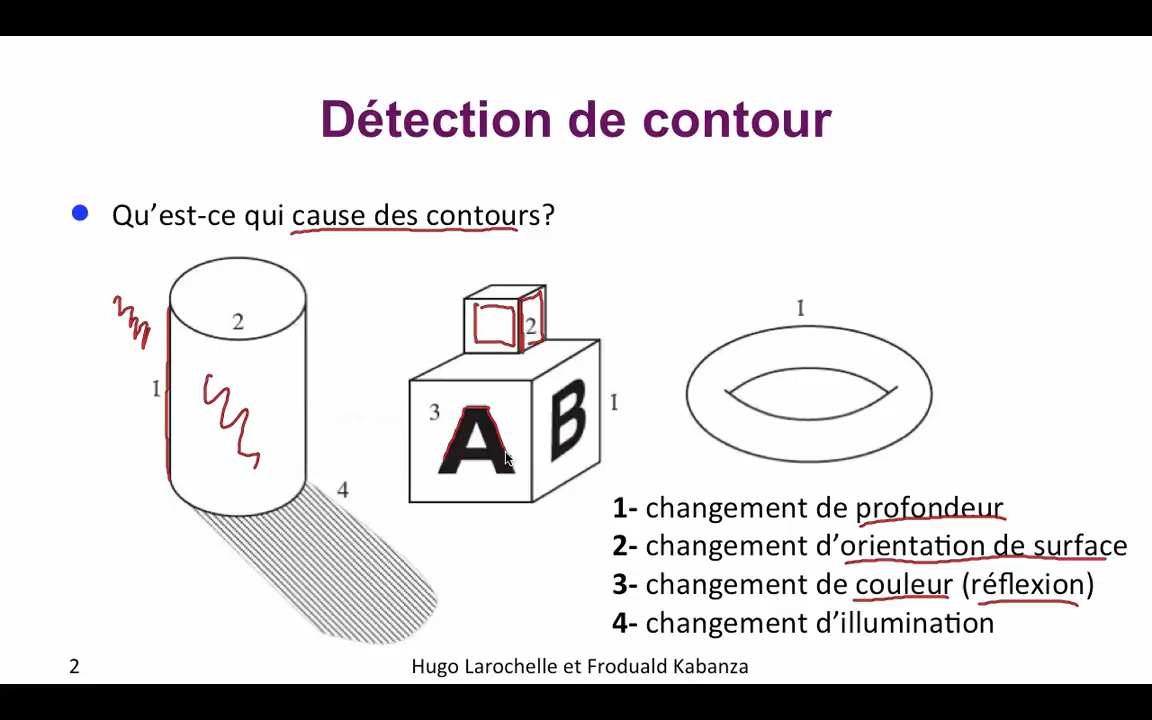 Détection de contour
Qu’est-ce qui cause des contours?
2
1
2
3
A
B
1
1
4
1- changement de profondeur
2- changement d’orientation de surface
3- changement de couleur (réflexion)
4- changement d’illumination
2
Hugo Larochelle et Froduald Kabanza